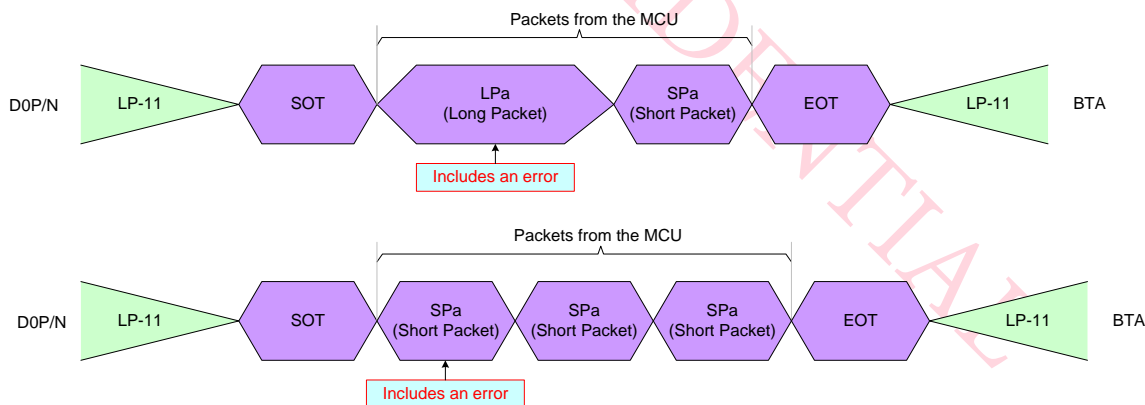 Packets from the MCU
D0P/N
LP-11
SOT
LPa
(Long Packet)
SPa
(Short Packet)
EOT
LP-11
BTA
Includes an error
Packets from the MCU
D0P/N
LP-11
SOT
SPa
(Short Packet)
SPa
(Short Packet)
SPa
(Short Packet)
EOT
LP-11
BTA
Includes an error
IDENTIAL